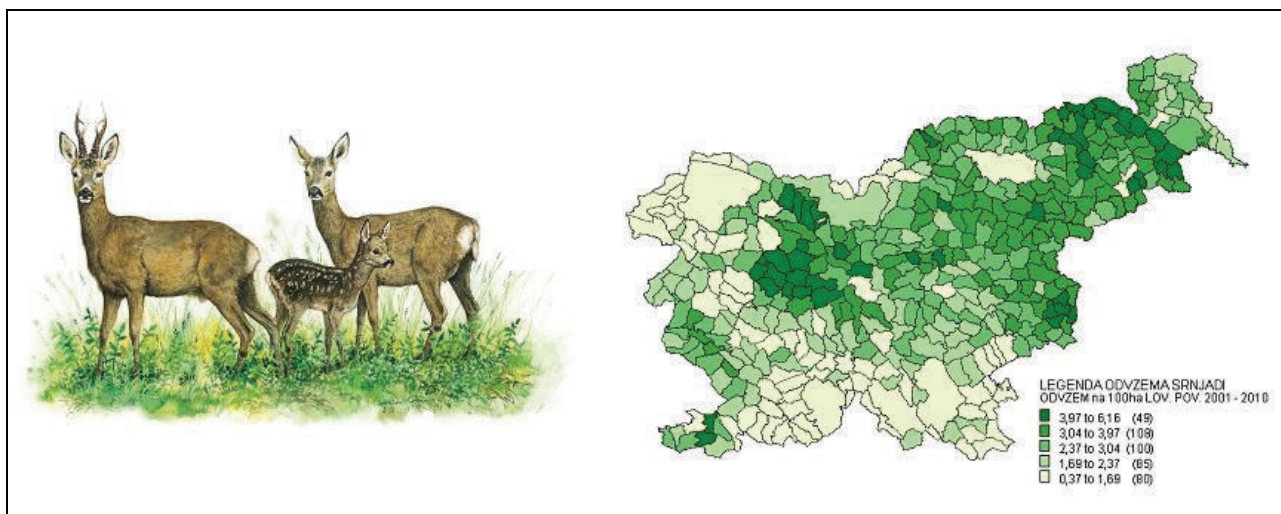 LEGENDA ODVZEMA SRNJADI
ODVZEM na 100ha LOV. POV. 2001 - 2010
3,97 to 6,16 (49)
3,04 to 3,97 (109)
2,37 to 3,04 (100)
1,69 to 2,37 (85)
0,37 to 1,69 (80)